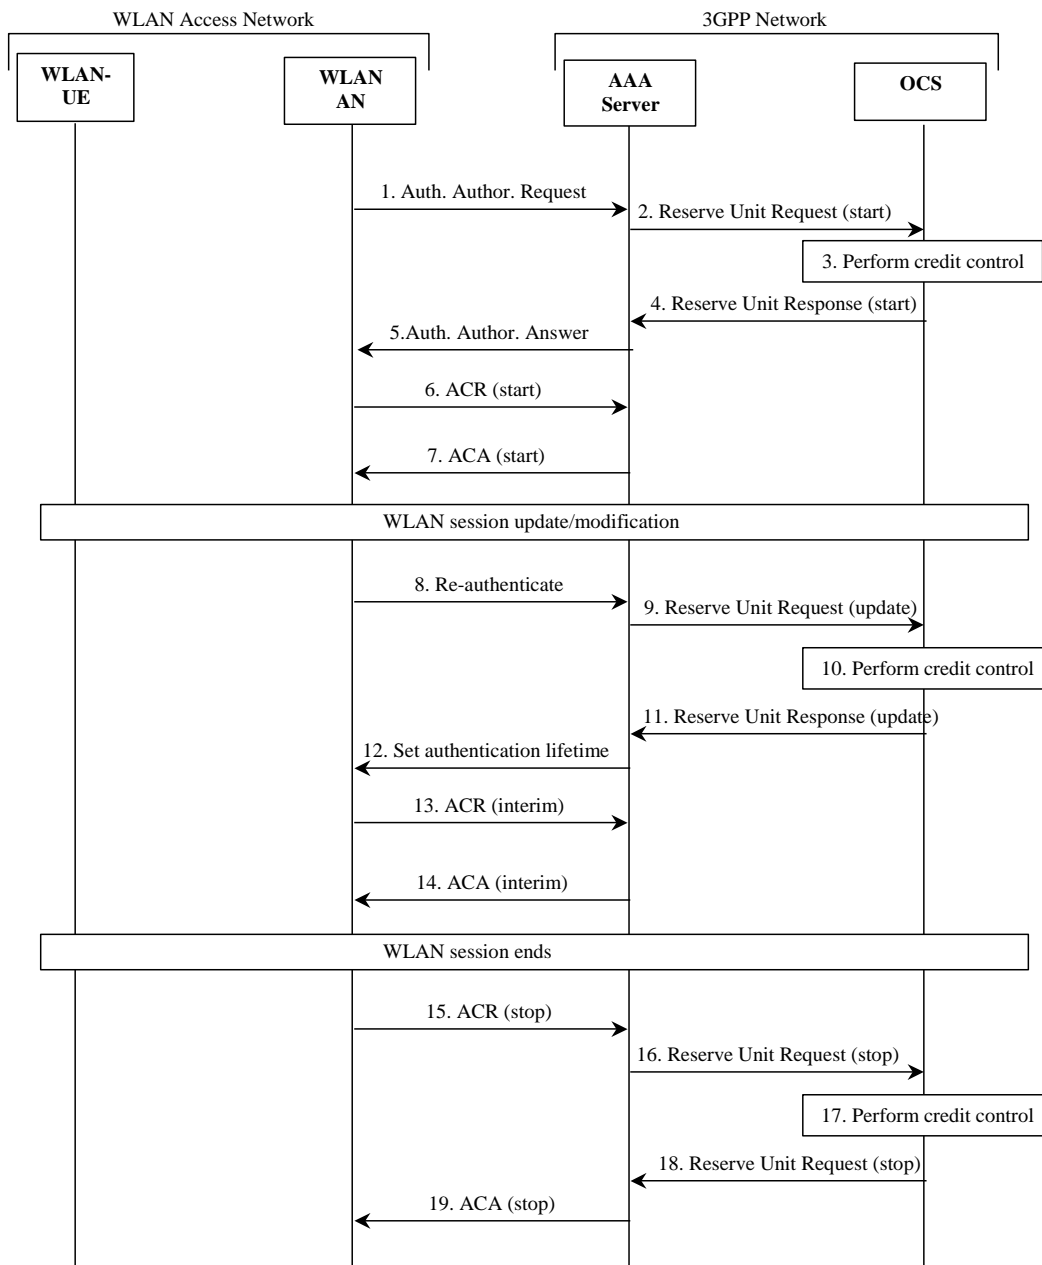 WLAN Access Network
3GPP Network
WLAN-
UE
WLAN
AN
AAA
Server
OCS
1. Auth. Author. Request
2. Reserve Unit Request (start)
3. Perform credit control
4. Reserve Unit Response (start)
5.Auth. Author. Answer
6. ACR (start)
7. ACA (start)
WLAN session update/modification
8. Re-authenticate
9. Reserve Unit Request (update)
10. Perform credit control
11. Reserve Unit Response (update)
12. Set authentication lifetime
13. ACR (interim)
14. ACA (interim)
WLAN session ends
15. ACR (stop)
16. Reserve Unit Request (stop)
17. Perform credit control
18. Reserve Unit Request (stop)
19. ACA (stop)